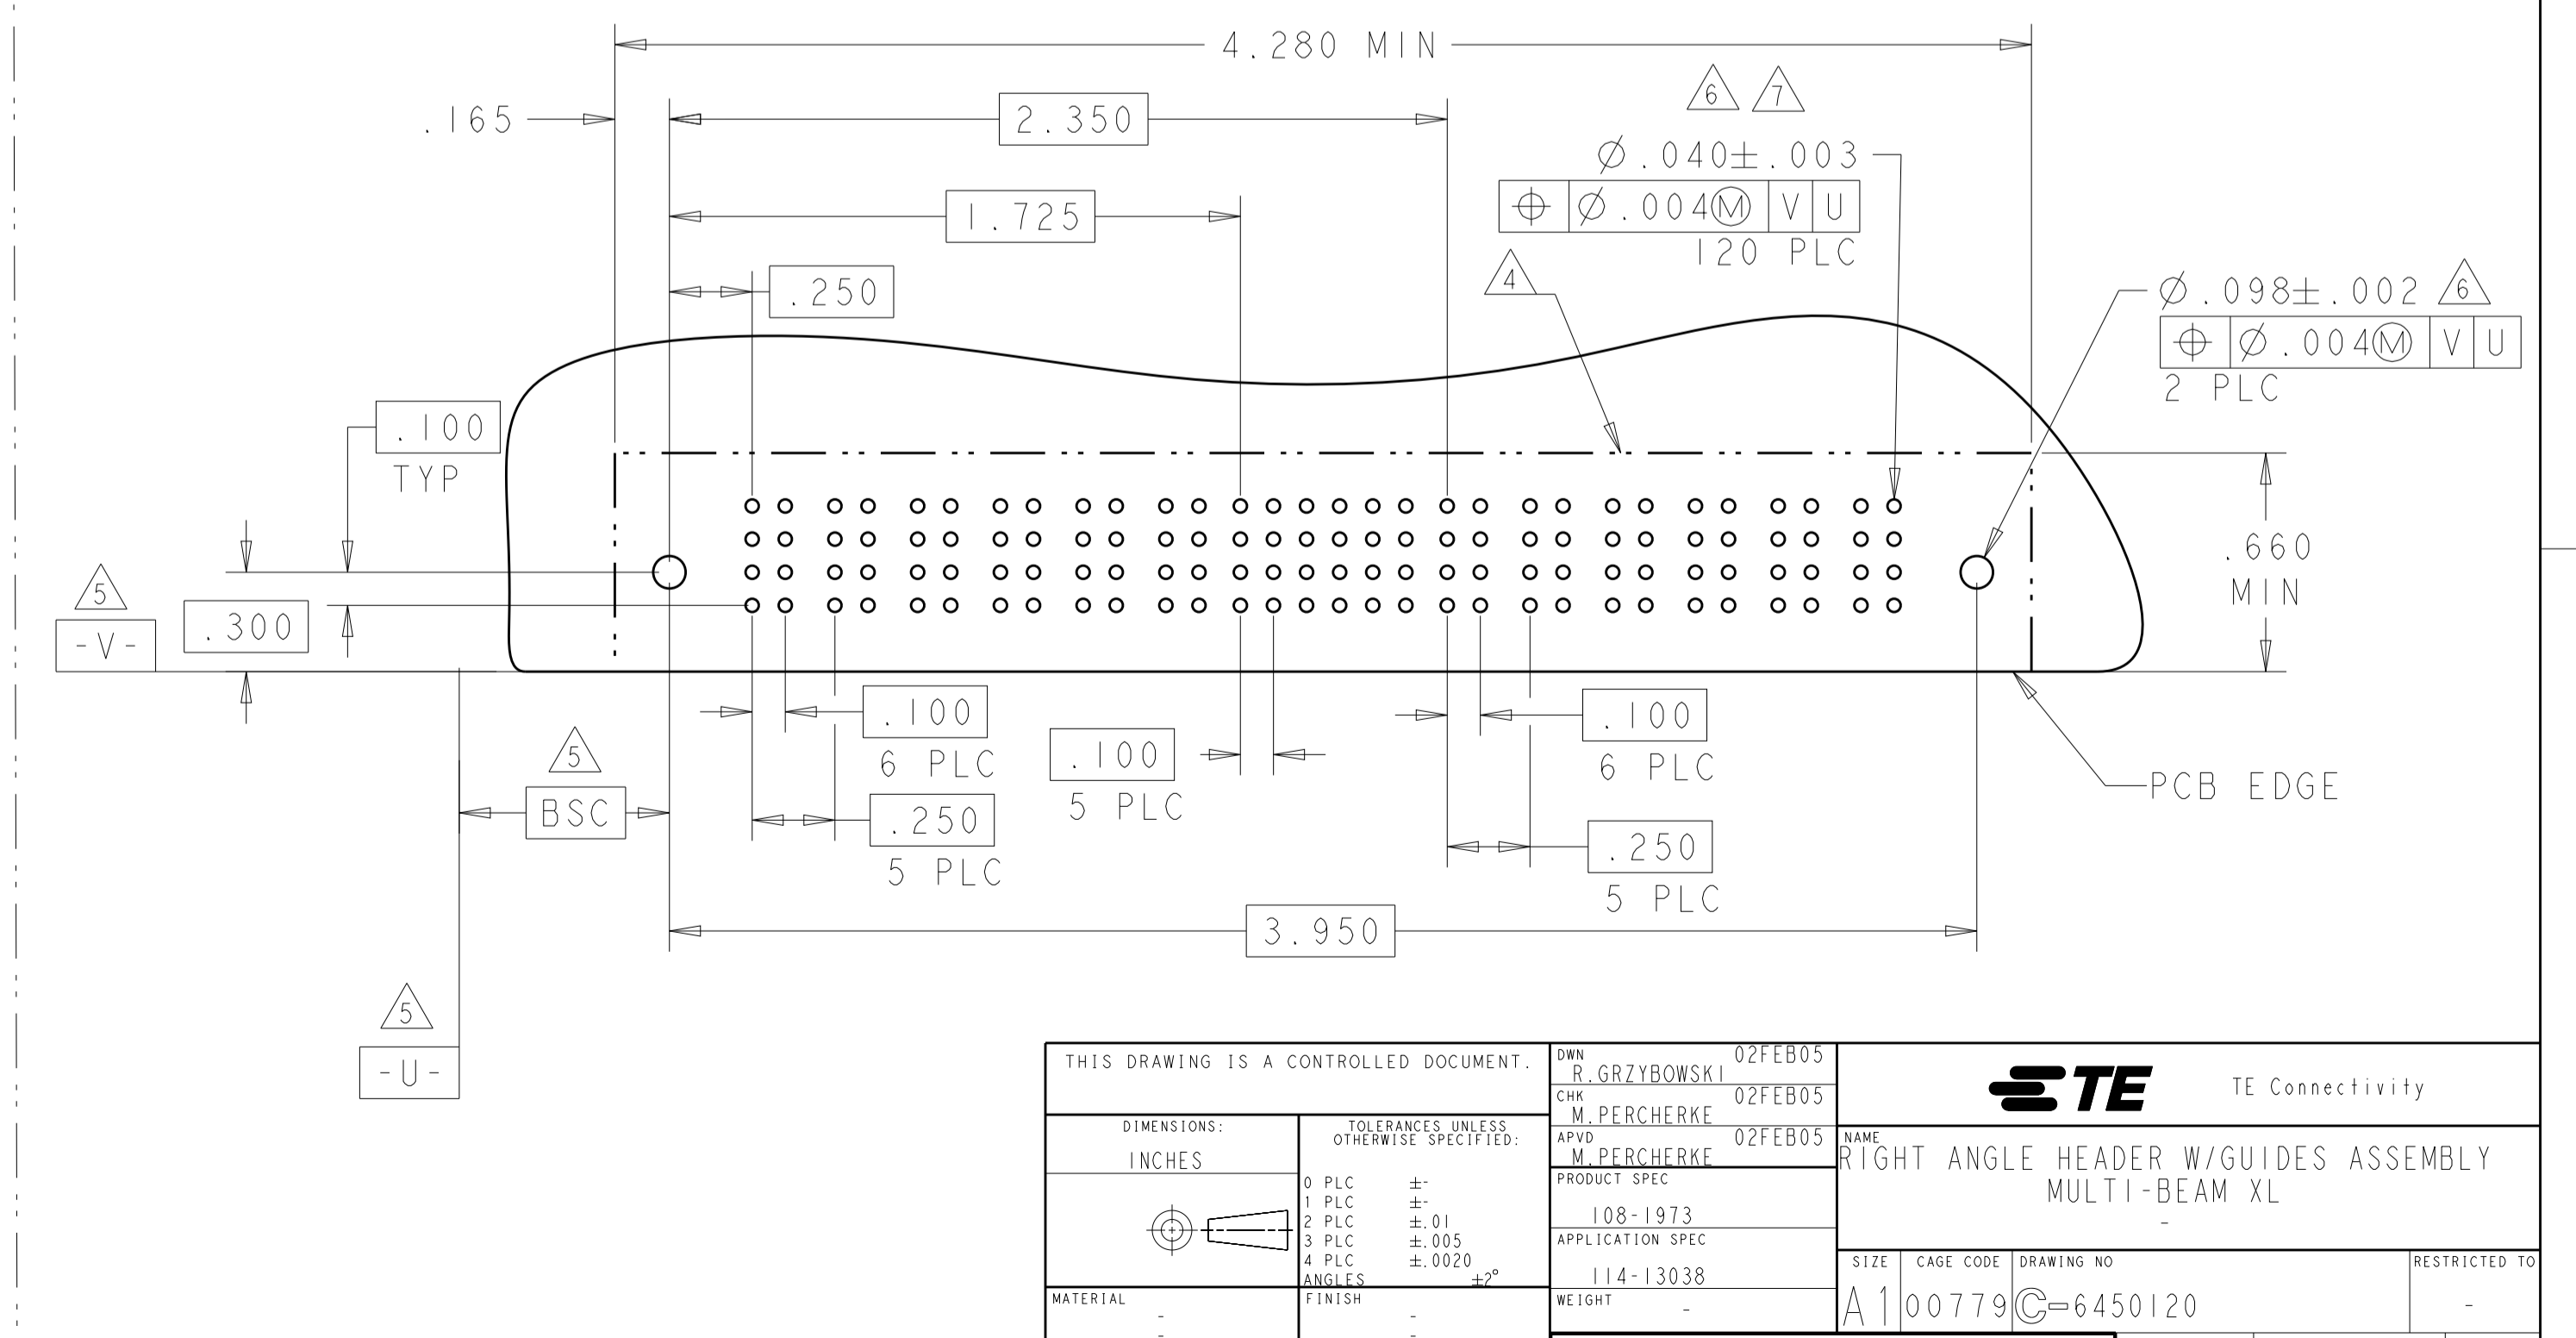 4.280 MIN
.165
2.350
6 7
Ø.040±.003
⌖ Ø.004Ⓜ V U
120 PLC
1.725
.250
4
Ø.098±.002 6
⌖ Ø.004Ⓜ V U
2 PLC
.100
TYP
.660
MIN
5
-V-
.300
.100
6 PLC
.100
5 PLC
.100
6 PLC
5
BSC
.250
5 PLC
.250
5 PLC
PCB EDGE
3.950
5
-U-
THIS DRAWING IS A CONTROLLED DOCUMENT.
DIMENSIONS:
INCHES
TOLERANCES UNLESS
OTHERWISE SPECIFIED:
0 PLC ±-
1 PLC ±-
2 PLC ±.01
3 PLC ±.005
4 PLC ±.0020
ANGLES ±2°
MATERIAL
-
-
FINISH
-
-
DWN 02FEB05
R.GRZYBOWSKI
CHK 02FEB05
M.PERCHERKE
APVD 02FEB05
M.PERCHERKE
PRODUCT SPEC
108-1973
APPLICATION SPEC
114-13038
WEIGHT -
TE TE Connectivity
NAME
RIGHT ANGLE HEADER W/GUIDES ASSEMBLY
MULTI-BEAM XL
-
SIZE CAGE CODE DRAWING NO RESTRICTED TO
A1 00779 ©-6450120 -